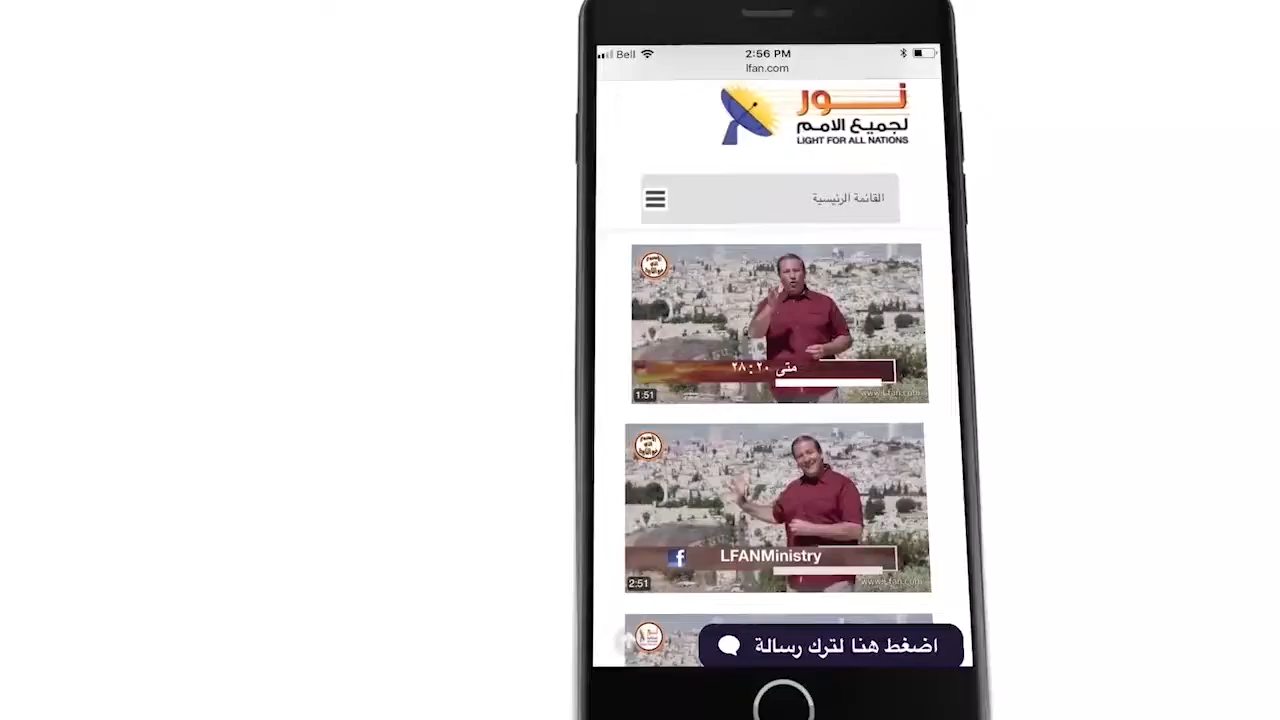 Bell
2:56 PM
lfan.com
نور
لجميع الامم
LIGHT FOR ALL NATIONS
القائمة الرئيسية
متى ٢٠ : ٢٨
1:51
www.Lfan.com
LFANMinistry
2:51
www.Lfan.com
اضغط هنا لترك رسالة